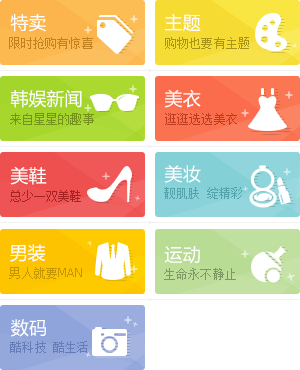 特卖
限时抢购有惊喜
主题
购物也要有主题
韩娱新闻
来自星星的趣事
美衣
逛逛选选美衣
美鞋
总少一双美鞋
美妆
靓肌肤 绽精彩
男装
男人就要MAN
运动
生命永不静止
数码
酷科技 酷生活